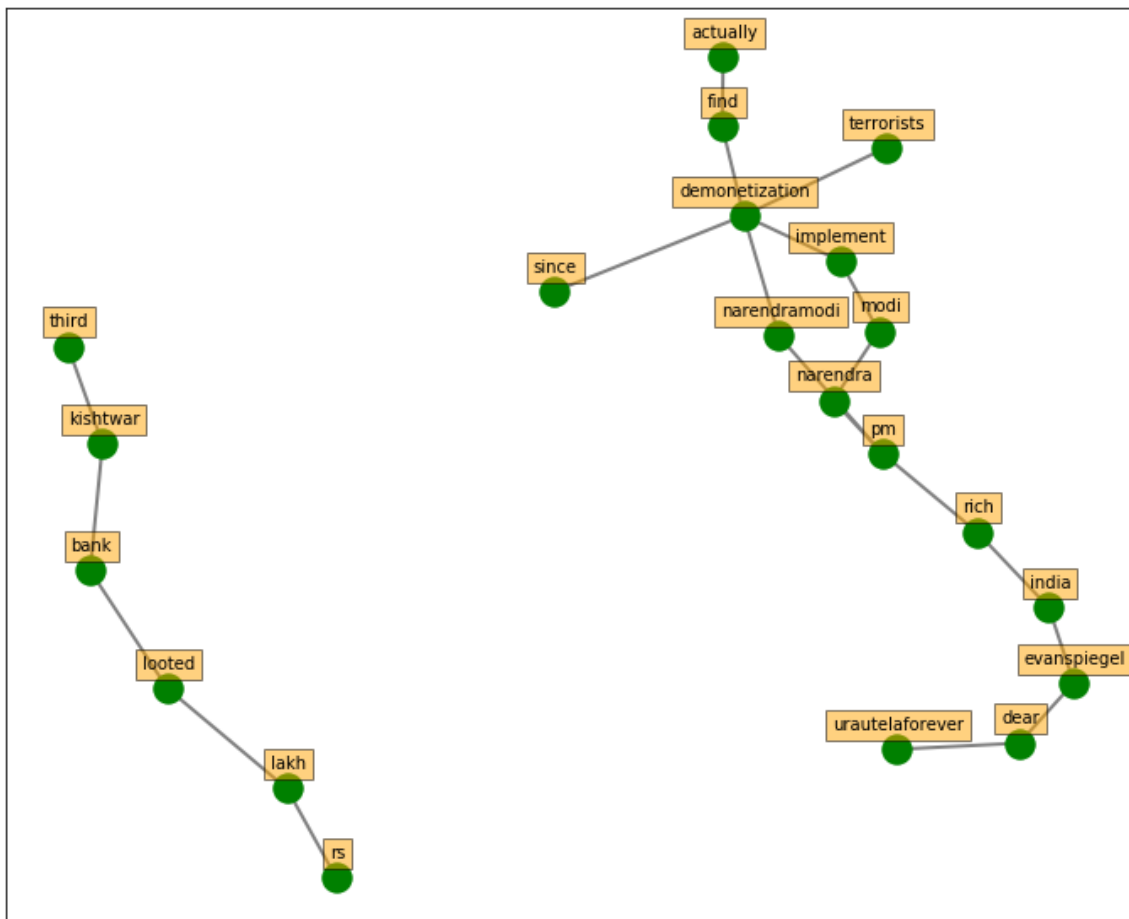 actually
find
terrorists
demonetization
implement
since
narendramodi
modi
third
narendra
kishtwar
pm
rich
bank
india
looted
evanspiegel
dear
urautelaforever
lakh
rs